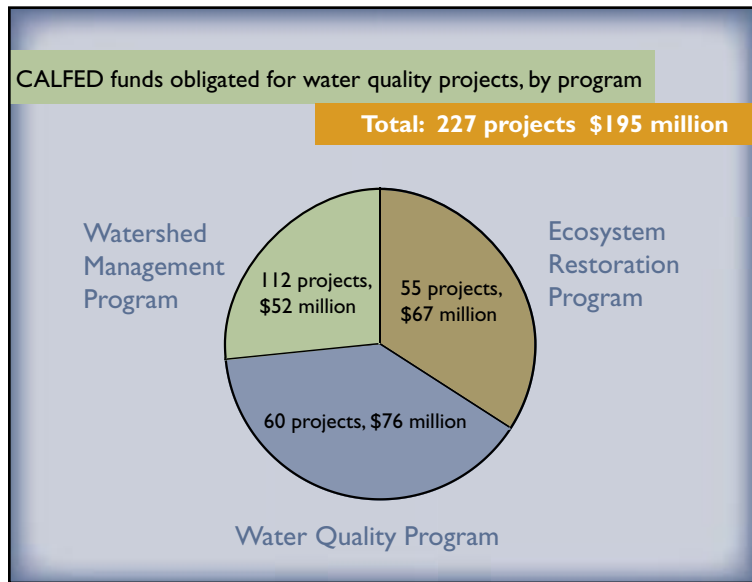 CALFED funds obligated for water quality projects, by program
Total: 227 projects $195 million
Watershed
Management
Program
112 projects,
$52 million
55 projects,
$67 million
Ecosystem
Restoration
Program
60 projects, $76 million
Water Quality Program